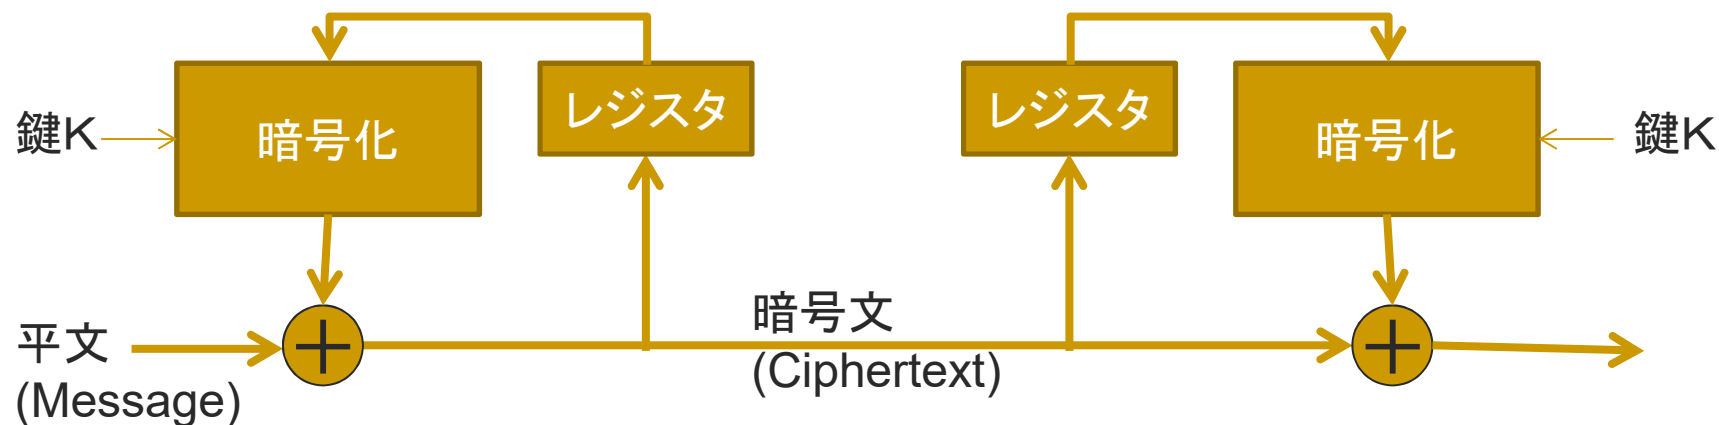 レジスタ
レジスタ
鍵K
暗号化
暗号化
鍵K
平文
(Message)
暗号文
(Ciphertext)